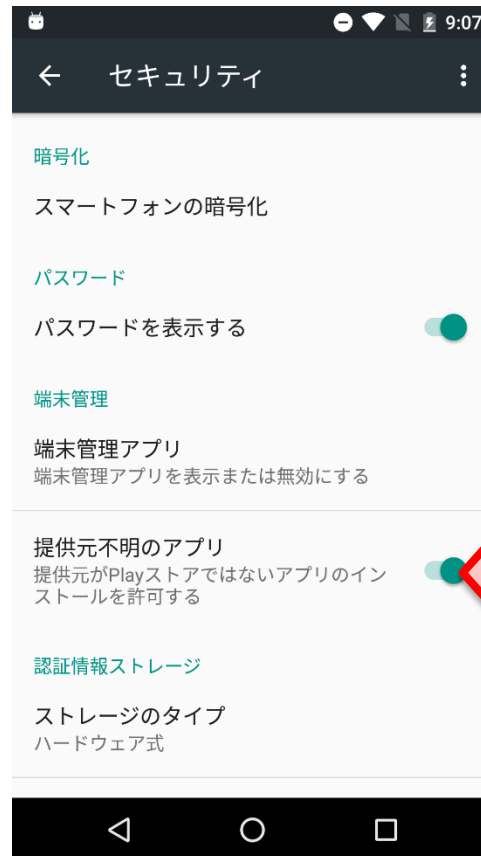 9:07
セキュリティ
暗号化
スマートフォンの暗号化
パスワード
パスワードを表示する
端末管理
端末管理アプリ
端末管理アプリを表示または無効にする
提供元不明のアプリ
提供元がPlayストアではないアプリのイン
ストールを許可する
認証情報ストレージ
ストレージのタイプ
ハードウェア式